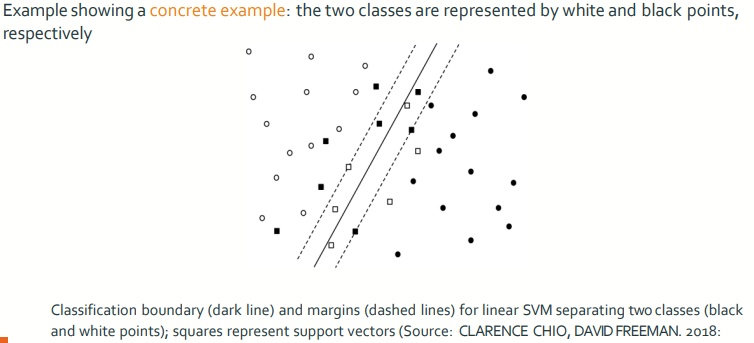 Example showing a concrete example: the two classes are represented by white and black points,
respectively
Classification boundary (dark line) and margins (dashed lines) for linear SVM separating two classes (black
and white points); squares represent support vectors (Source: CLARENCE CHIO, DAVID FREEMAN. 2018: